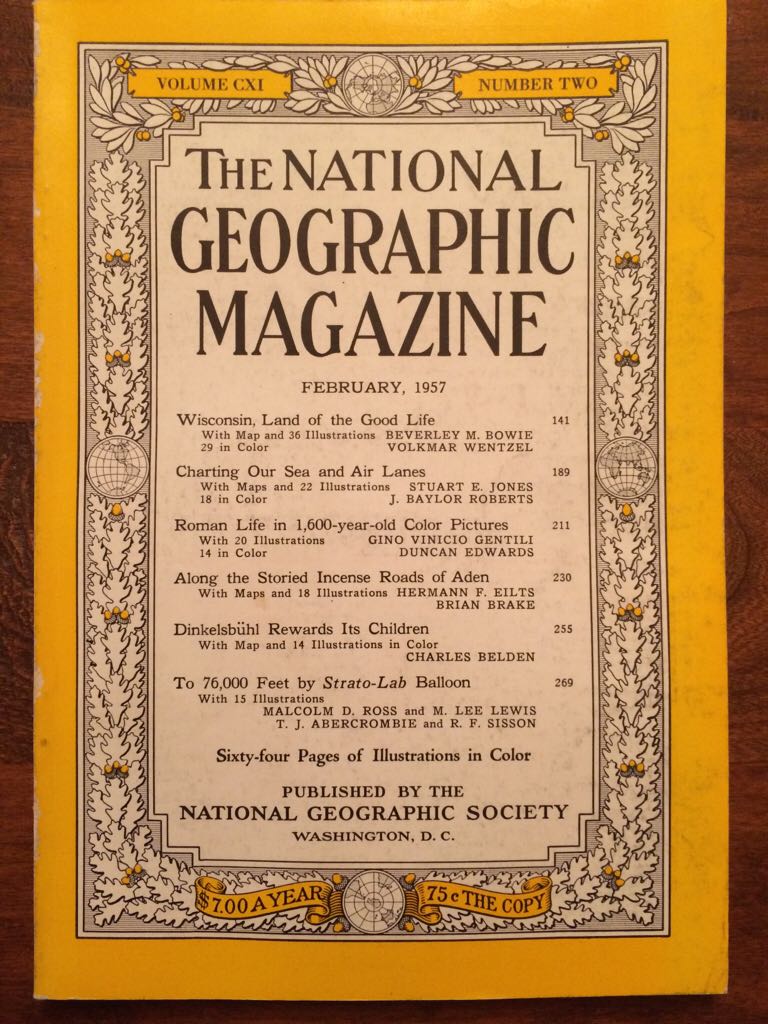 VOLUME CXI NUMBER TWO
THE NATIONAL
GEOGRAPHIC
MAGAZINE
FEBRUARY, 1957
Wisconsin, Land of the Good Life 141
With Map and 36 Illustrations BEVERLEY M. BOWIE
29 in Color VOLKMAR WENTZEL
Charting Our Sea and Air Lanes 189
With Maps and 22 Illustrations STUART E. JONES
18 in Color J. BAYLOR ROBERTS
Roman Life in 1,600-year-old Color Pictures 211
With 20 Illustrations GINO VINICIO GENTILI
14 in Color DUNCAN EDWARDS
Along the Storied Incense Roads of Aden 230
With Maps and 18 Illustrations HERMANN F. EILTS
BRIAN BRAKE
Dinkelsbühl Rewards Its Children 255
With Map and 14 Illustrations in Color
CHARLES BELDEN
To 76,000 Feet by Strato-Lab Balloon 269
With 15 Illustrations
MALCOLM D. ROSS and M. LEE LEWIS
T. J. ABERCROMBIE and R. F. SISSON
Sixty-four Pages of Illustrations in Color
PUBLISHED BY THE
NATIONAL GEOGRAPHIC SOCIETY
WASHINGTON, D. C.
$7.00 A YEAR 75c THE COPY